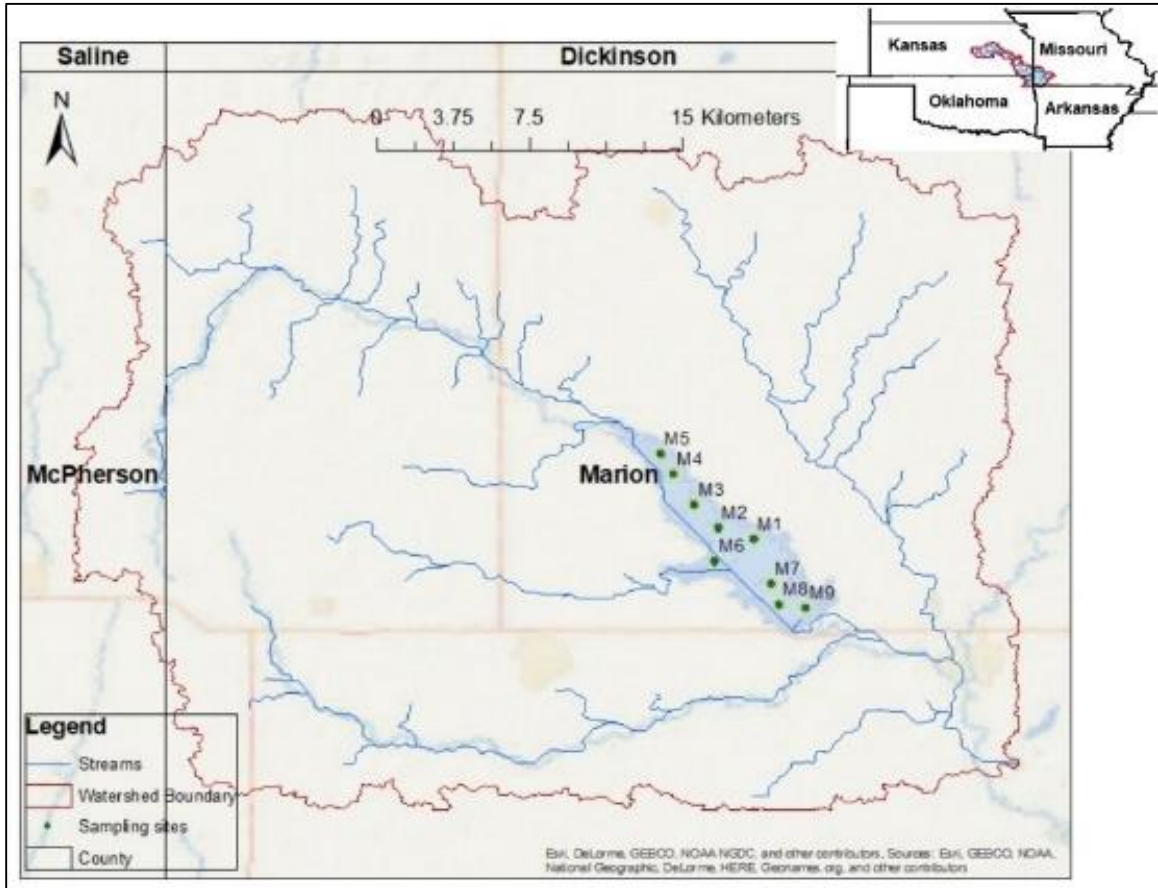 Saline
Dickinson
Kansas
Missouri
Oklahoma
Arkansas
N
0 3.75 7.5 15 Kilometers
McPherson
Marion
M5
M4
M3
M2
M1
M6
M7
M8
M9
Legend
Streams
Watershed Boundary
Sampling sites
County
Esri, DeLorme, GEBCO, NOAA NGDC, and other contributors, Sources: Esri, GEBCO, NOAA,
National Geographic, DeLorme, HERE, Geonames.org, and other contributors